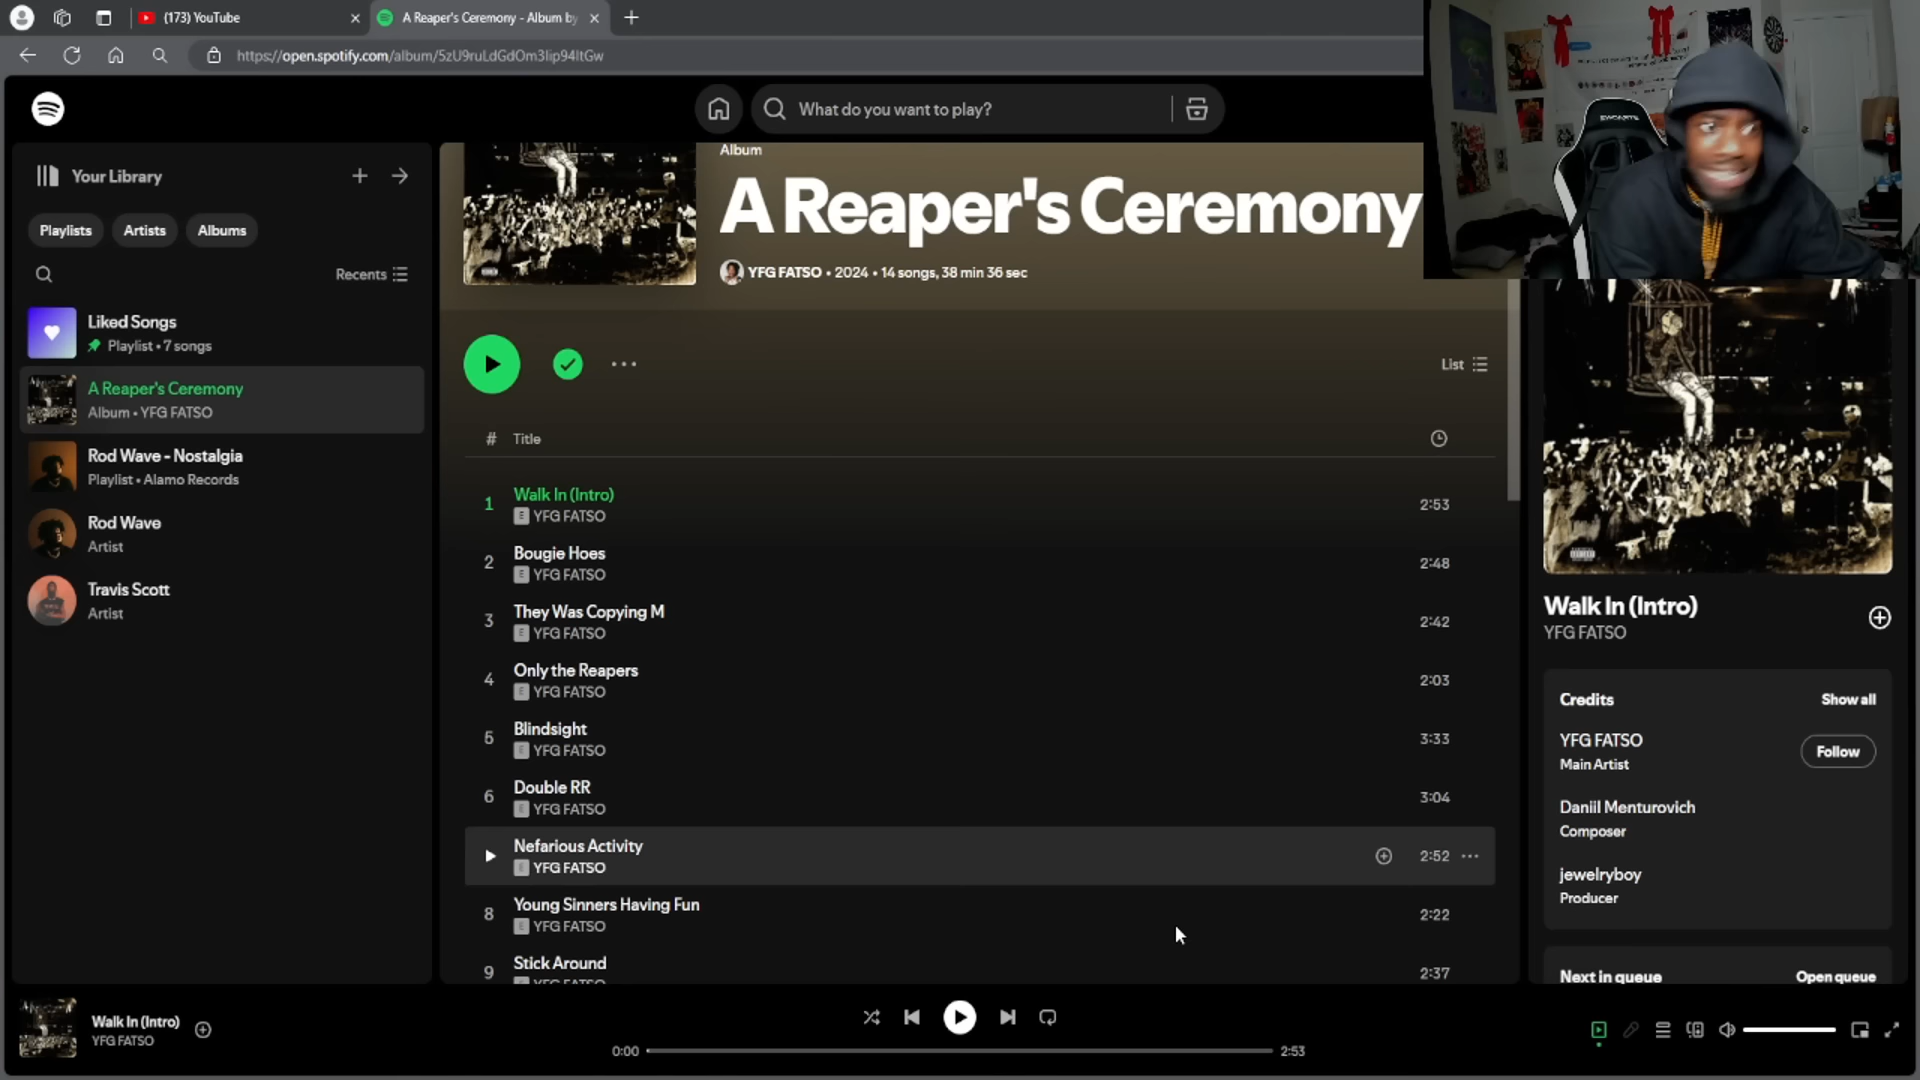 (173) YouTube
A Reaper's Ceremony - Album by
https://open.spotify.com/album/5zU9ruLdGdOm3lip94ltGw
What do you want to play?
Your Library
Playlists
Artists
Albums
Recents
Liked Songs
Playlist • 7 songs
A Reaper's Ceremony
Album • YFG FATSO
Rod Wave - Nostalgia
Playlist • Alamo Records
Rod Wave
Artist
Travis Scott
Artist
Album
A Reaper's Ceremony
YFG FATSO • 2024 • 14 songs, 38 min 36 sec
List
# Title
1 Walk In (Intro) 2:53
E YFG FATSO
2 Bougie Hoes 2:48
E YFG FATSO
3 They Was Copying M 2:42
E YFG FATSO
4 Only the Reapers 2:03
E YFG FATSO
5 Blindsight 3:33
E YFG FATSO
6 Double RR 3:04
E YFG FATSO
Nefarious Activity 2:52
E YFG FATSO
8 Young Sinners Having Fun 2:22
E YFG FATSO
9 Stick Around 2:37
YFG FATSO
Walk In (Intro)
YFG FATSO
Credits Show all
YFG FATSO
Main Artist
Follow
Daniil Menturovich
Composer
jewelryboy
Producer
Next in queue Open queue
Walk In (Intro)
YFG FATSO
0:00
2:53